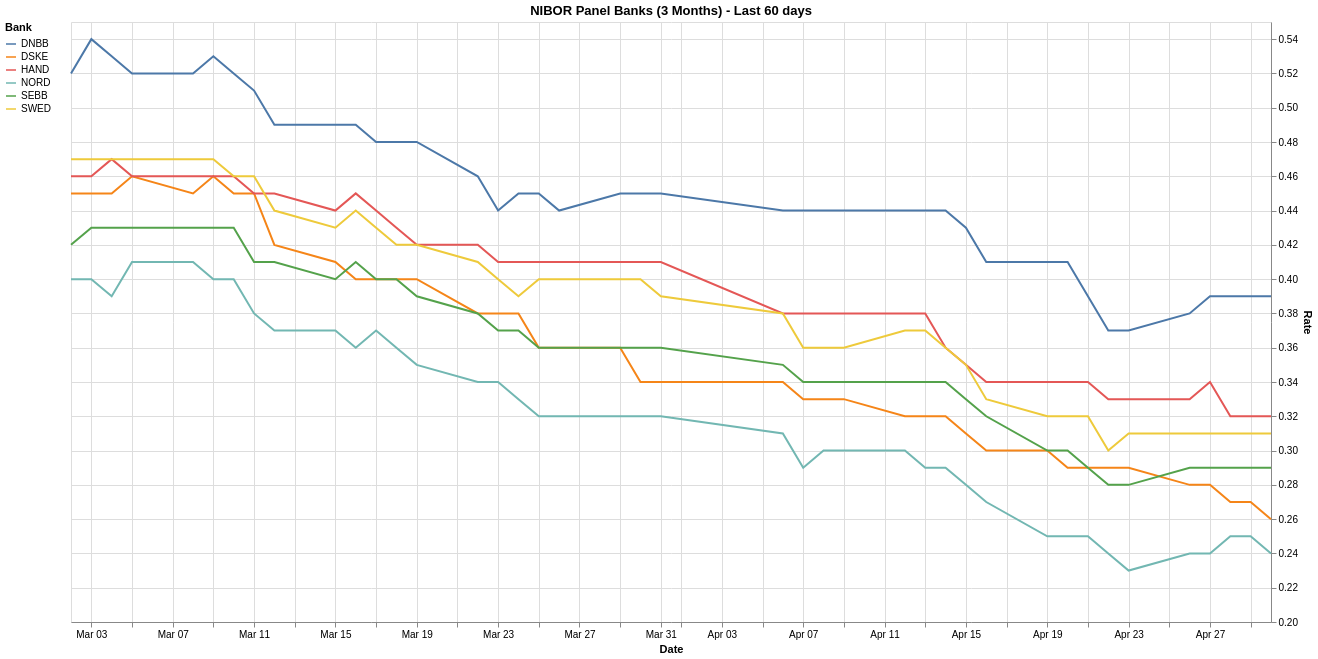 NIBOR Panel Banks (3 Months) - Last 60 days
Bank
DNBB
DSKE
HAND
NORD
SEBB
SWED
0.54
0.52
0.50
0.48
0.46
0.44
0.42
0.40
0.38
0.36
0.34
0.32
0.30
0.28
0.26
0.24
0.22
0.20
Rate
Mar 03 Mar 07 Mar 11 Mar 15 Mar 19 Mar 23 Mar 27 Mar 31 Apr 03 Apr 07 Apr 11 Apr 15 Apr 19 Apr 23 Apr 27
Date